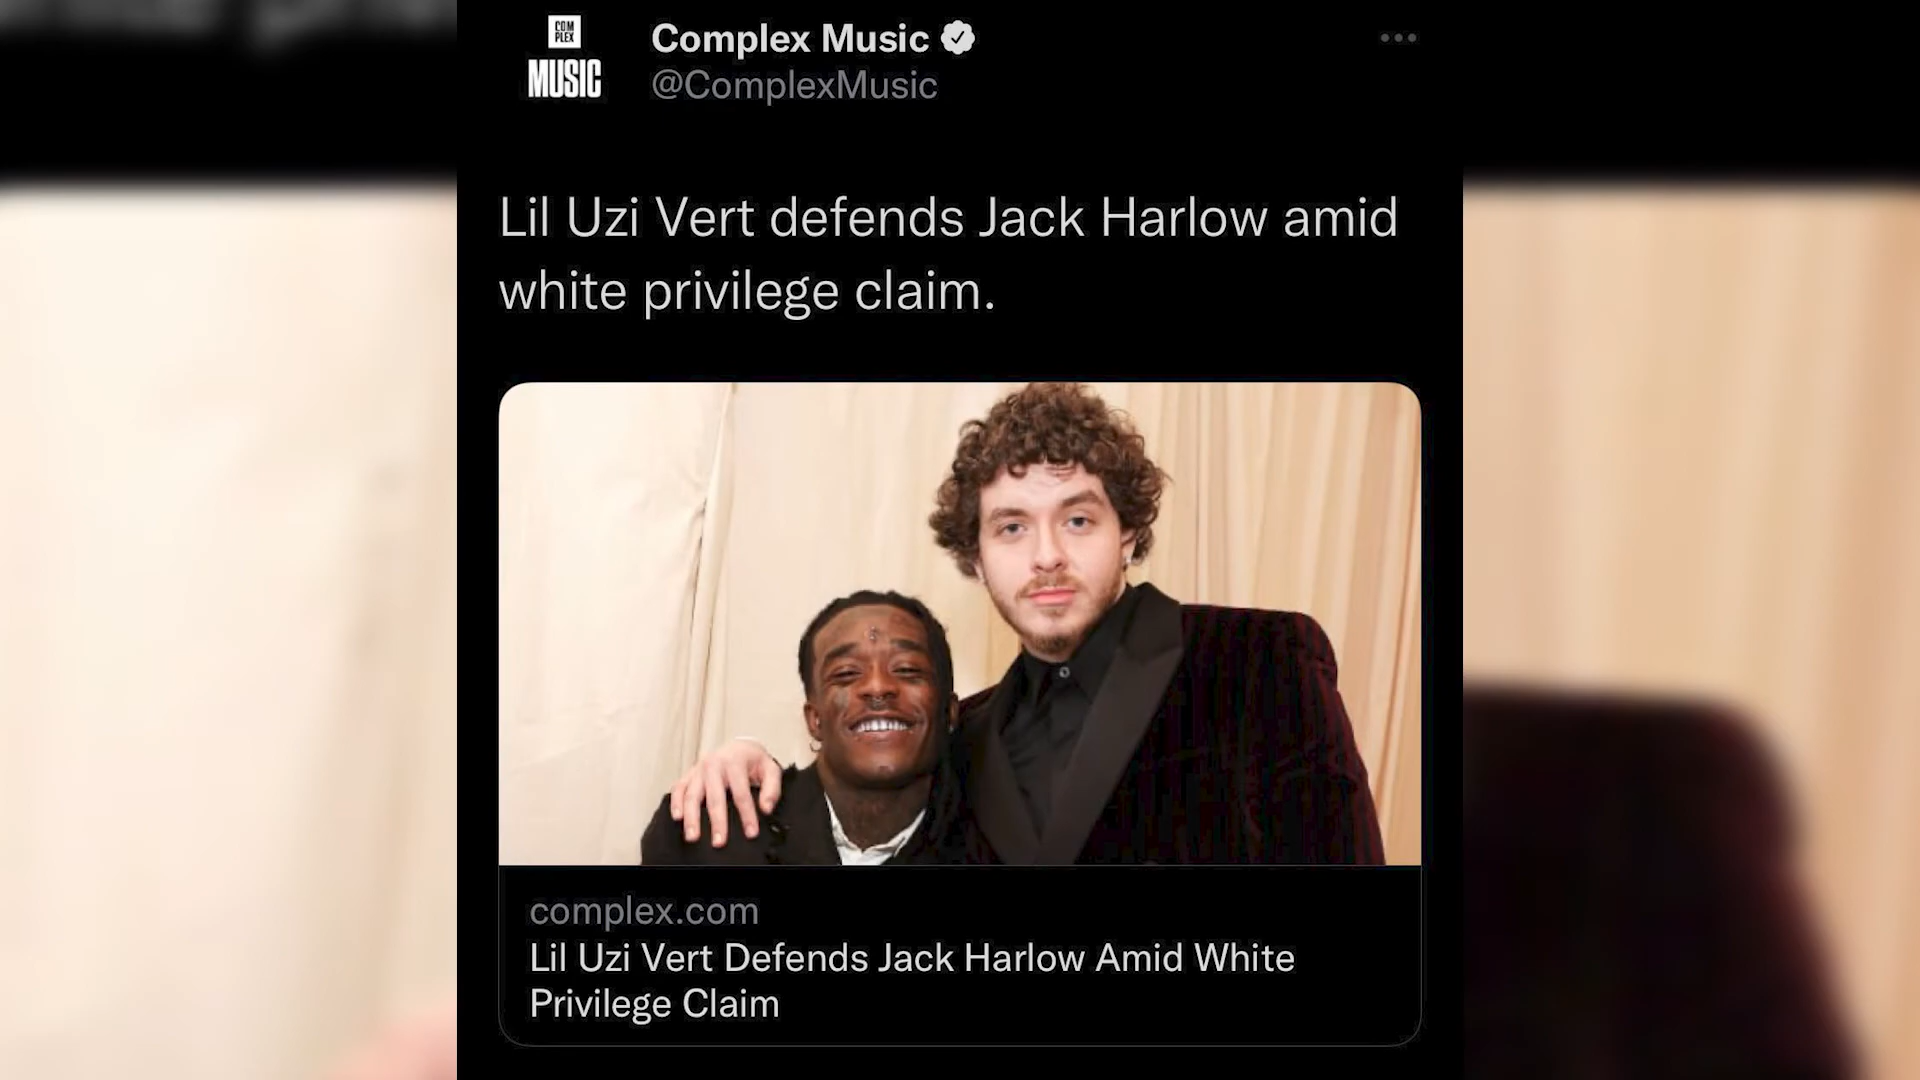 COM
PLEX
MUSIC
Complex Music
@ComplexMusic
Lil Uzi Vert defends Jack Harlow amid
white privilege claim.
complex.com
Lil Uzi Vert Defends Jack Harlow Amid White
Privilege Claim